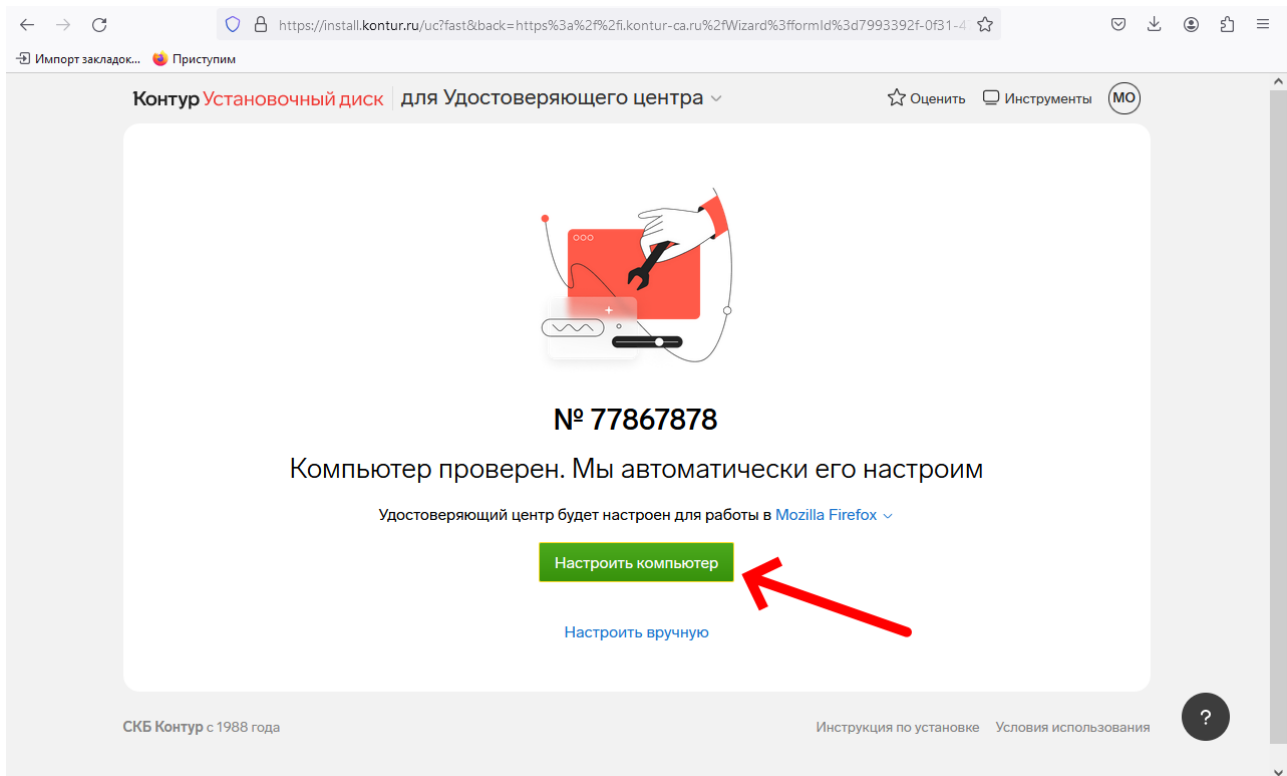 https://install.kontur.ru/uc?fast&back=https%3a%2f%2fi.kontur-ca.ru%2fWizard%3fformId%3d7993392f-0f31-4
Импорт закладок... Приступим
Контур Установочный диск для Удостоверяющего центра Оценить Инструменты МО
№ 77867878
Компьютер проверен. Мы автоматически его настроим
Удостоверяющий центр будет настроен для работы в Mozilla Firefox
Настроить компьютер
Настроить вручную
СКБ Контур с 1988 года Инструкция по установке Условия использования
?